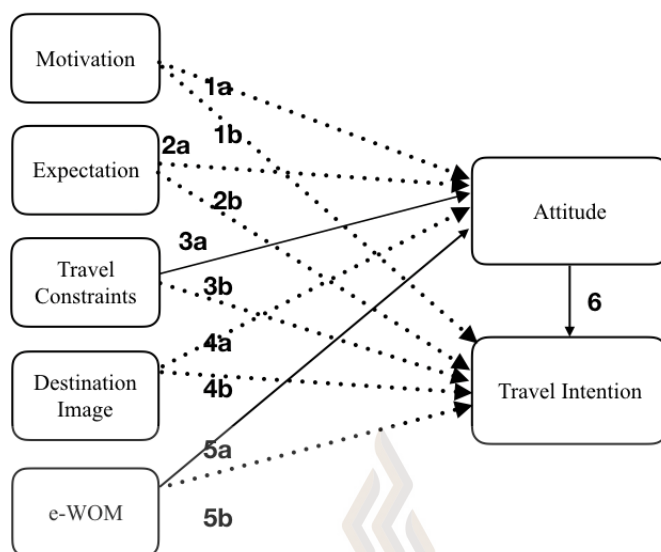 Motivation
1a
1b
2a
Expectation
2b
Attitude
3a
Travel
Constraints
3b
6
4a
Destination
Image
4b
Travel Intention
5a
e-WOM
5b